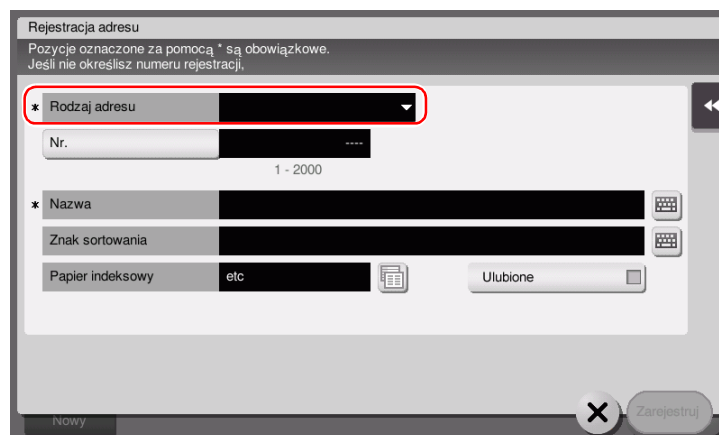 Rejestracja adresu
Pozycje oznaczone za pomocą * są obowiązkowe.
Jeśli nie określisz numeru rejestracji,
* Rodzaj adresu
Nr. ----
1 - 2000
* Nazwa
Znak sortowania
Papier indeksowy etc Ulubione
Nowy Zarejestruj